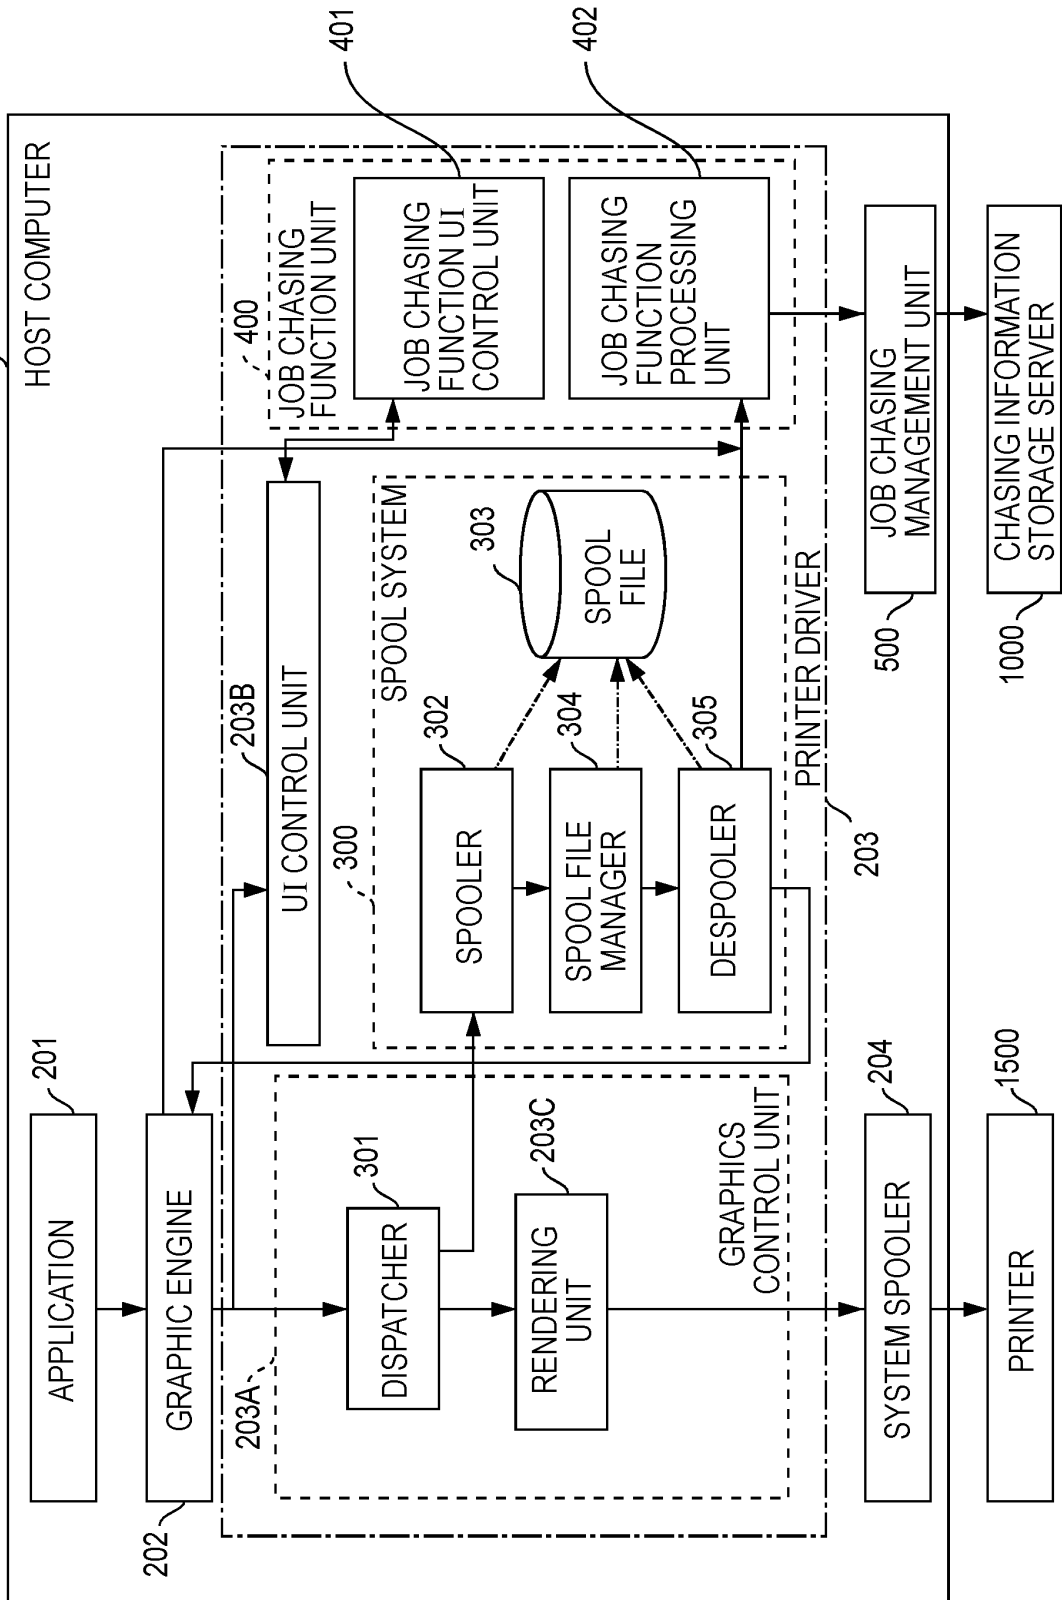 HOST COMPUTER
APPLICATION
201
GRAPHIC ENGINE
202
203A
DISPATCHER
301
RENDERING
UNIT
203C
GRAPHICS
CONTROL UNIT
UI CONTROL UNIT
203B
300
SPOOL SYSTEM
SPOOLER
302
SPOOL FILE
MANAGER
304
DESPOOLER
305
303
SPOOL
FILE
PRINTER DRIVER
203
400
JOB CHASING
FUNCTION UNIT
JOB CHASING
FUNCTION UI
CONTROL UNIT
401
JOB CHASING
FUNCTION
PROCESSING
UNIT
402
SYSTEM SPOOLER
204
JOB CHASING
MANAGEMENT UNIT
500
PRINTER
1500
CHASING INFORMATION
STORAGE SERVER
1000